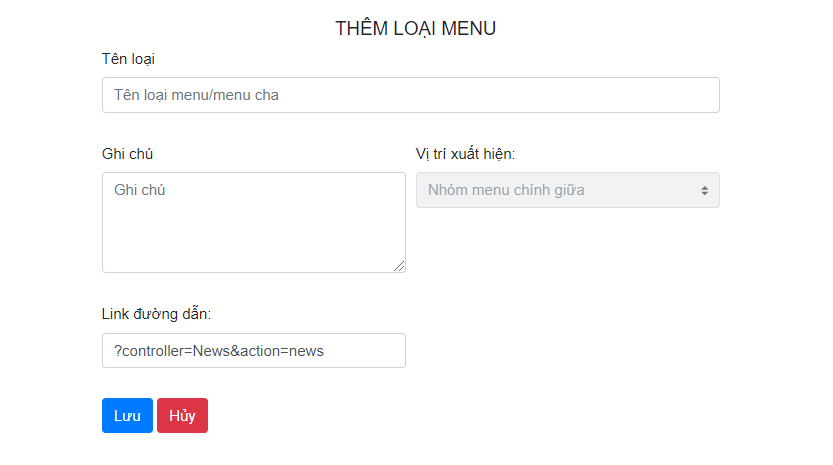 THÊM LOẠI MENU
Tên loại
Tên loại menu/menu cha
Ghi chú
Vị trí xuất hiện:
Ghi chú
Nhóm menu chính giữa
Link đường dẫn:
?controller=News&action=news
Lưu
Hủy